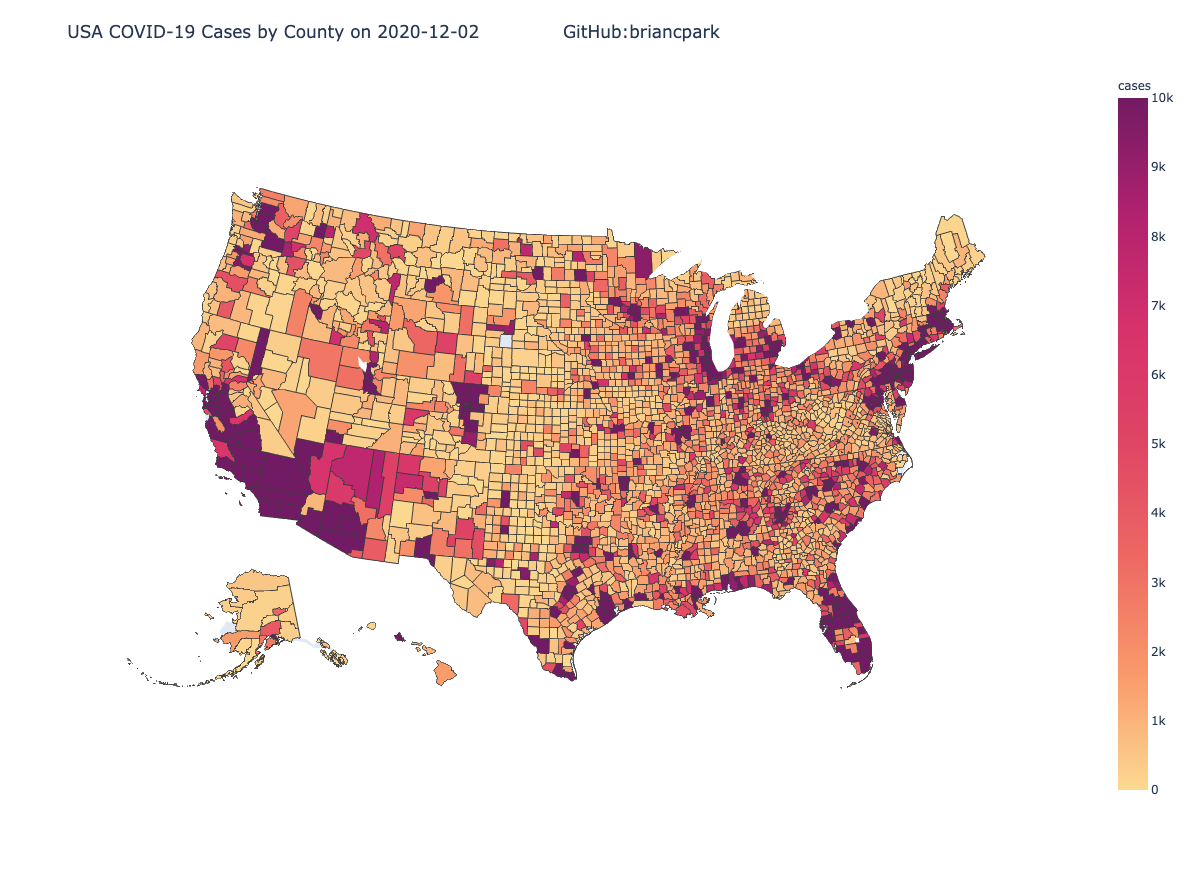 USA COVID-19 Cases by County on 2020-12-02 GitHub:briancpark
cases
10k
9k
8k
7k
6k
5k
4k
3k
2k
1k
0